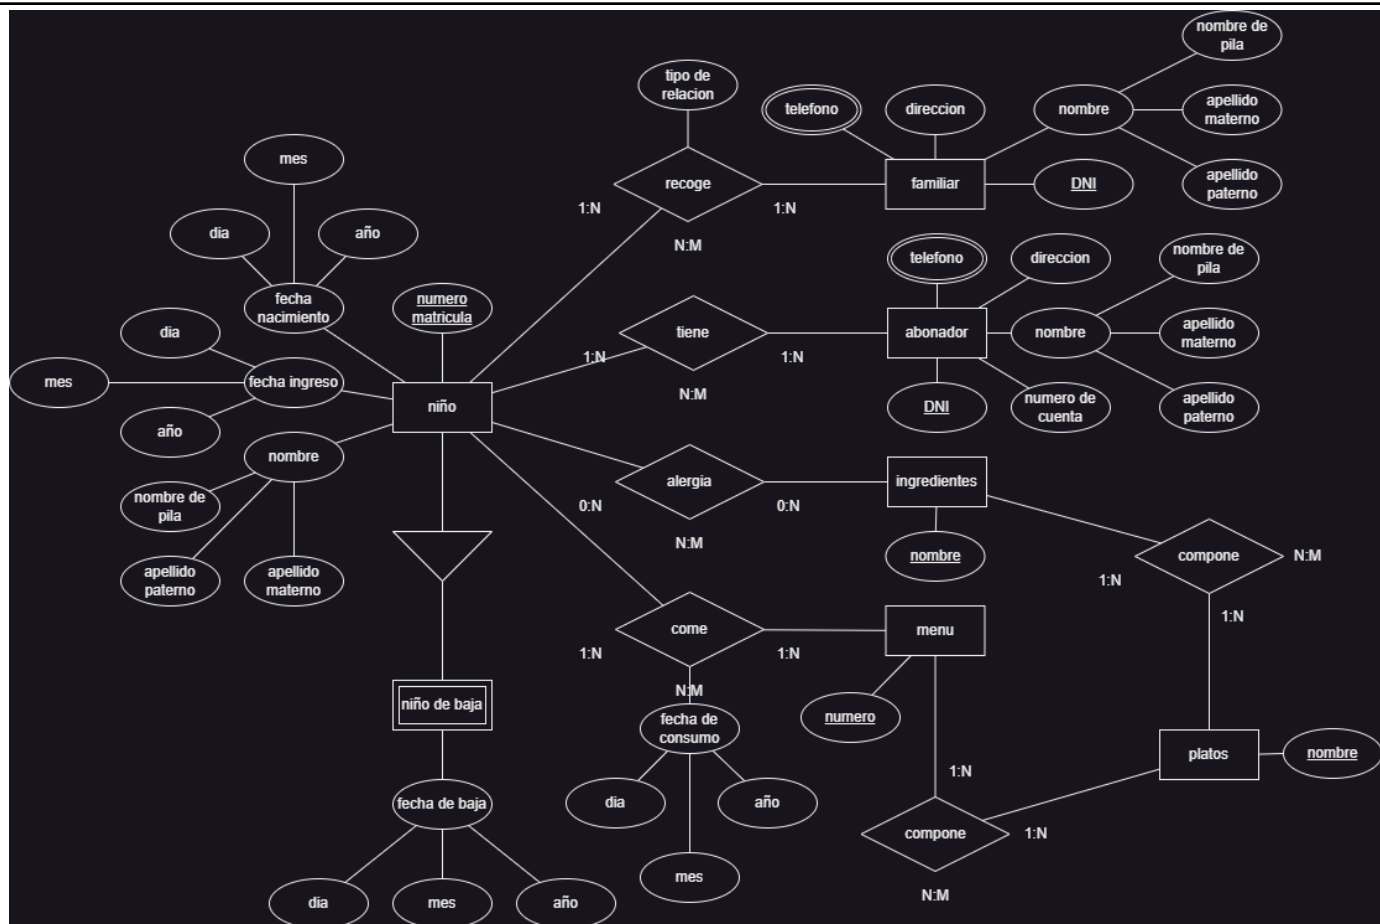 nombre de
pila
tipo de
relacion
telefono
direccion
nombre
apellido
materno
mes
recoge
familiar
DNI
apellido
paterno
1:N
1:N
dia
año
N:M
telefono
direccion
nombre de
pila
fecha
nacimiento
numero
matricula
dia
tiene
abonador
nombre
apellido
materno
1:N
1:N
mes
fecha ingreso
niño
N:M
DNI
numero de
cuenta
apellido
paterno
año
nombre
alergia
ingredientes
nombre de
pila
0:N
0:N
N:M
nombre
compone
N:M
apellido
paterno
apellido
materno
1:N
1:N
come
menu
1:N
1:N
N:M
niño de baja
fecha de
consumo
numero
platos
nombre
1:N
fecha de baja
dia
año
compone
1:N
mes
N:M
dia
mes
año